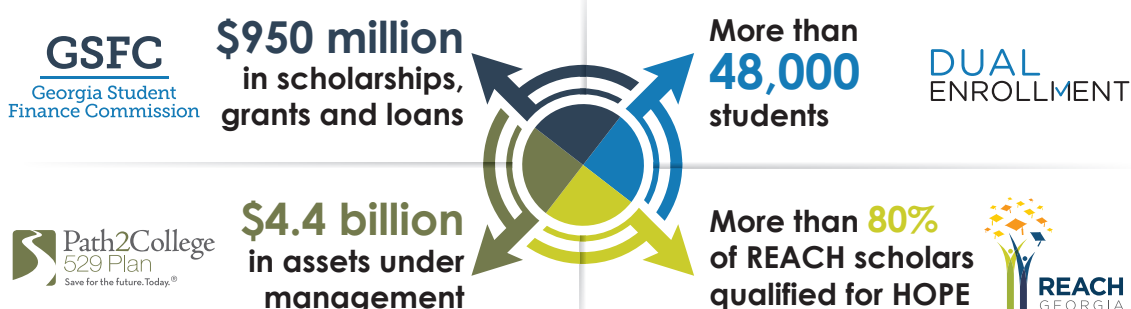 GSFC
Georgia Student
Finance Commission
$950 million
in scholarships,
grants and loans
More than
48,000
students
DUAL
ENROLLMENT
Path2College
529 Plan
Save for the future.Today.®
$4.4 billion
in assets under
management
More than 80%
of REACH scholars
qualified for HOPE
REACH
GEORGIA